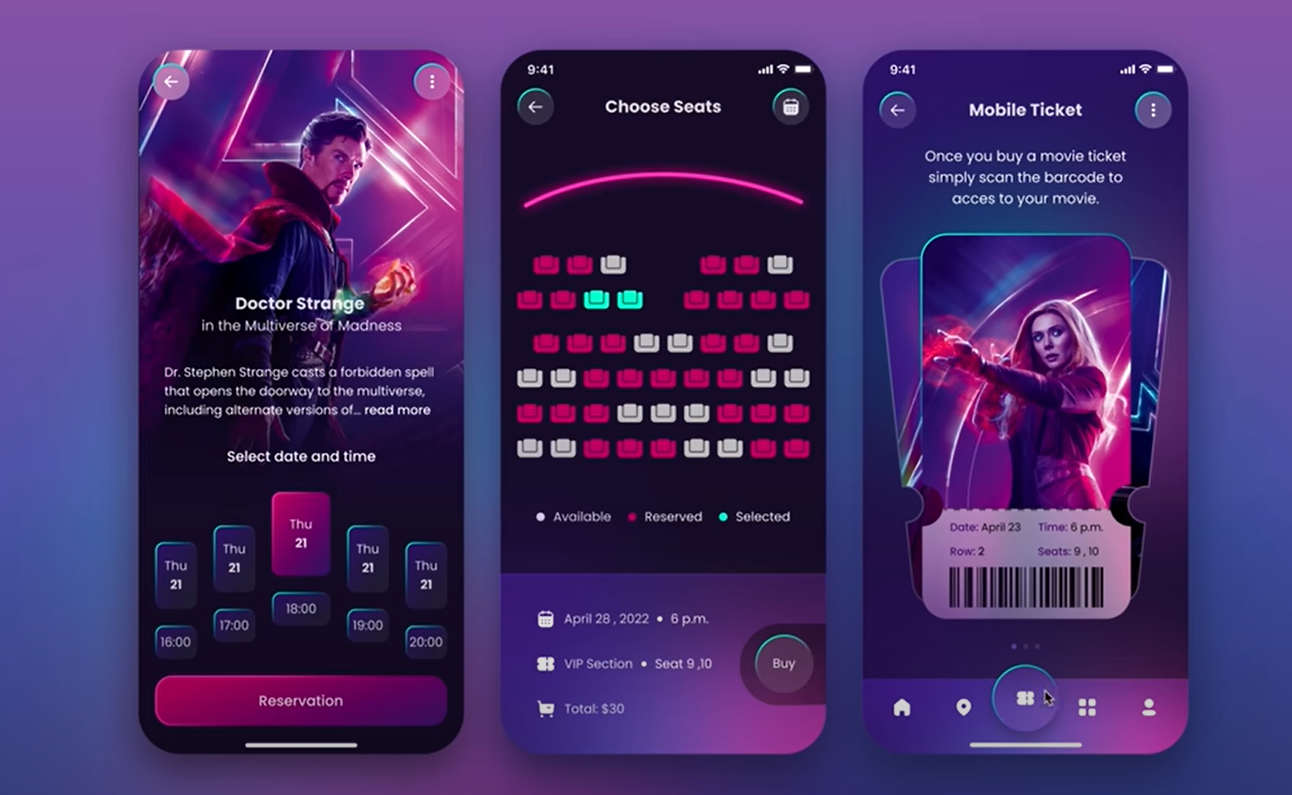 Doctor Strange
in the Multiverse of Madness
Dr. Stephen Strange casts a forbidden spell
that opens the doorway to the multiverse,
including alternate versions of... read more
Select date and time
Thu
21
Thu
21
Thu
21
Thu
21
Thu
21
16:00
17:00
18:00
19:00
20:00
Reservation
9:41
Choose Seats
Available
Reserved
Selected
April 28 , 2022 • 6 p.m.
VIP Section • Seat 9 ,10
Total: $30
Buy
9:41
Mobile Ticket
Once you buy a movie ticket
simply scan the barcode to
acces to your movie.
Date: April 23 Time: 6 p.m.
Row: 2 Seats: 9 , 10